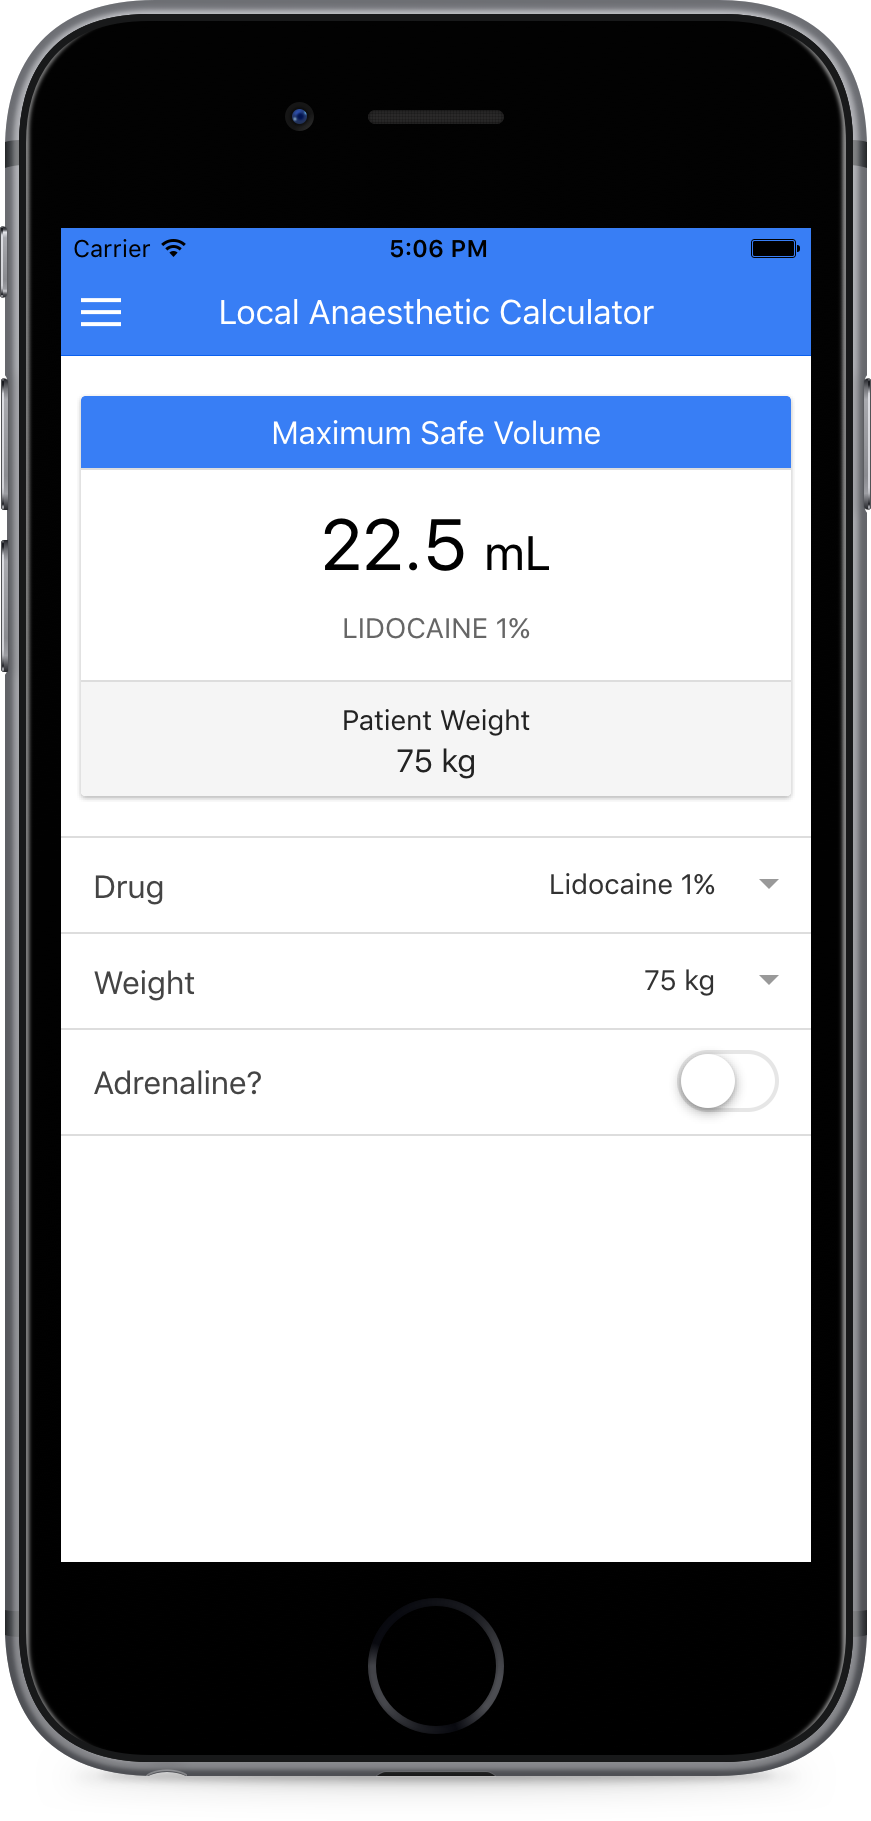 Carrier 5:06 PM
Local Anaesthetic Calculator
Maximum Safe Volume
22.5 mL
LIDOCAINE 1%
Patient Weight
75 kg
Drug Lidocaine 1%
Weight 75 kg
Adrenaline?